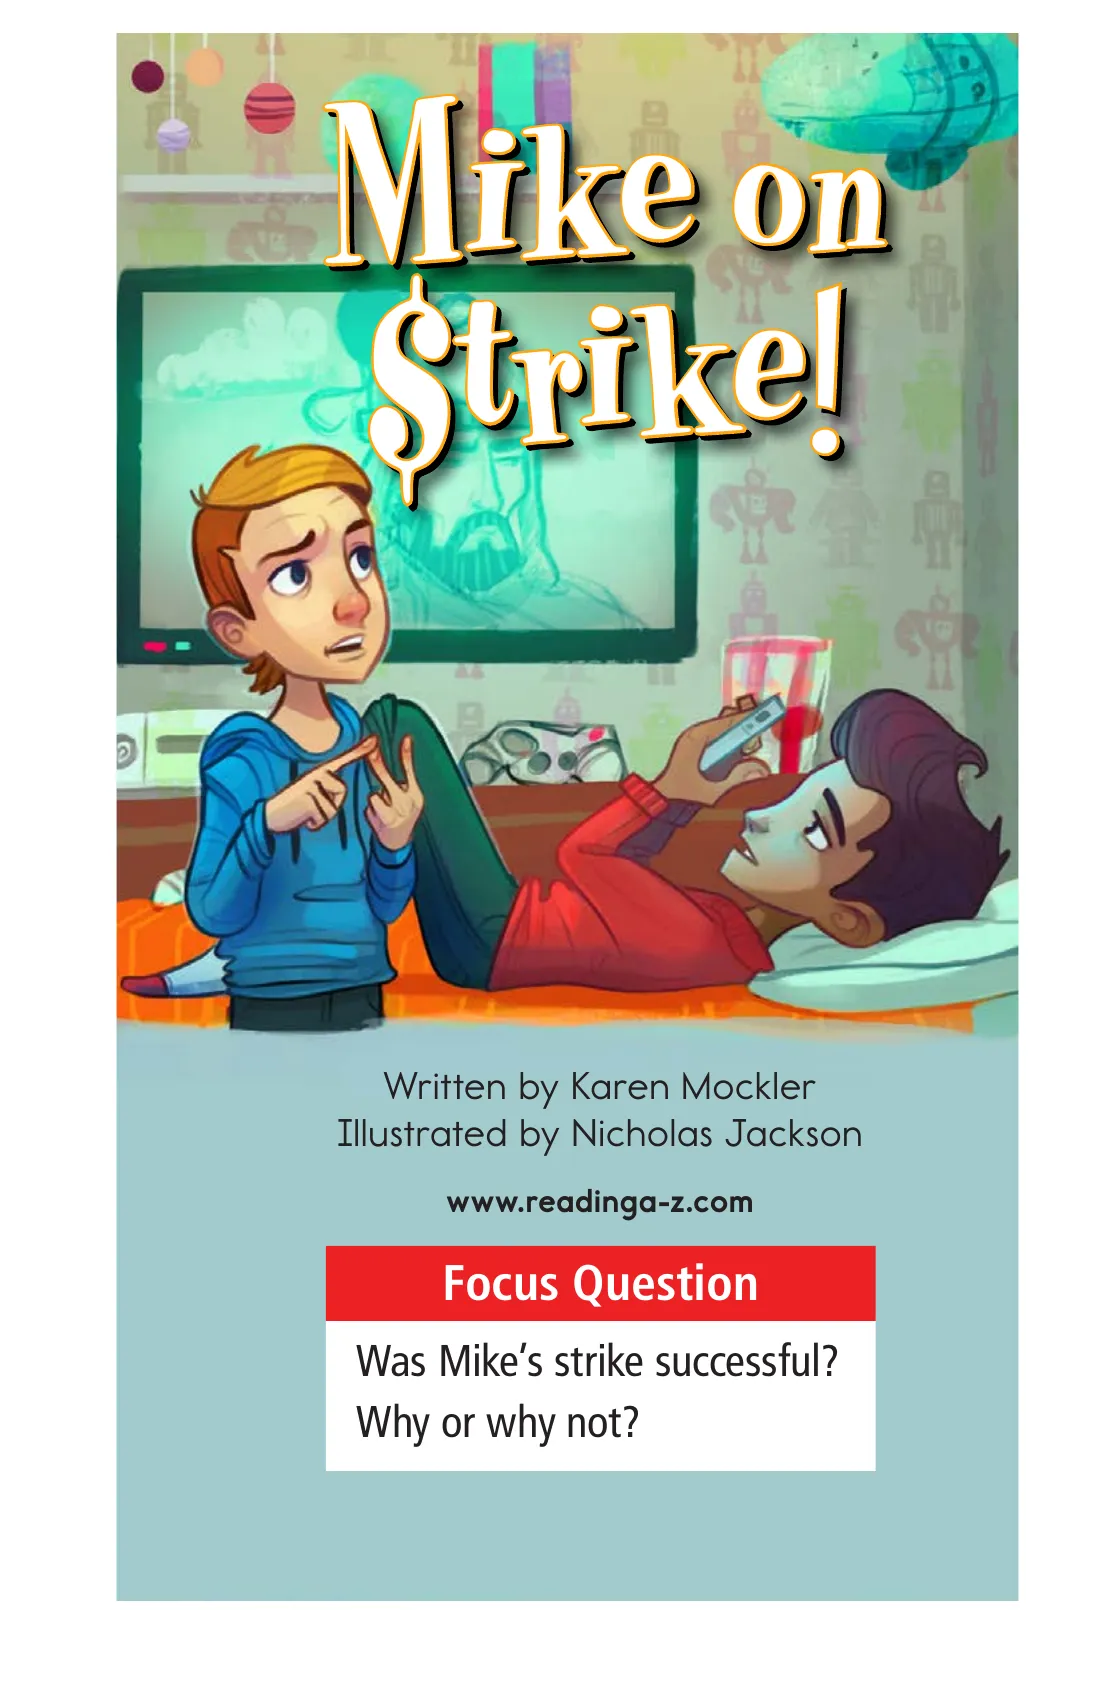 Mike on
$trike!
Written by Karen Mockler
Illustrated by Nicholas Jackson
www.readinga-z.com
Focus Question
Was Mike's strike successful?
Why or why not?